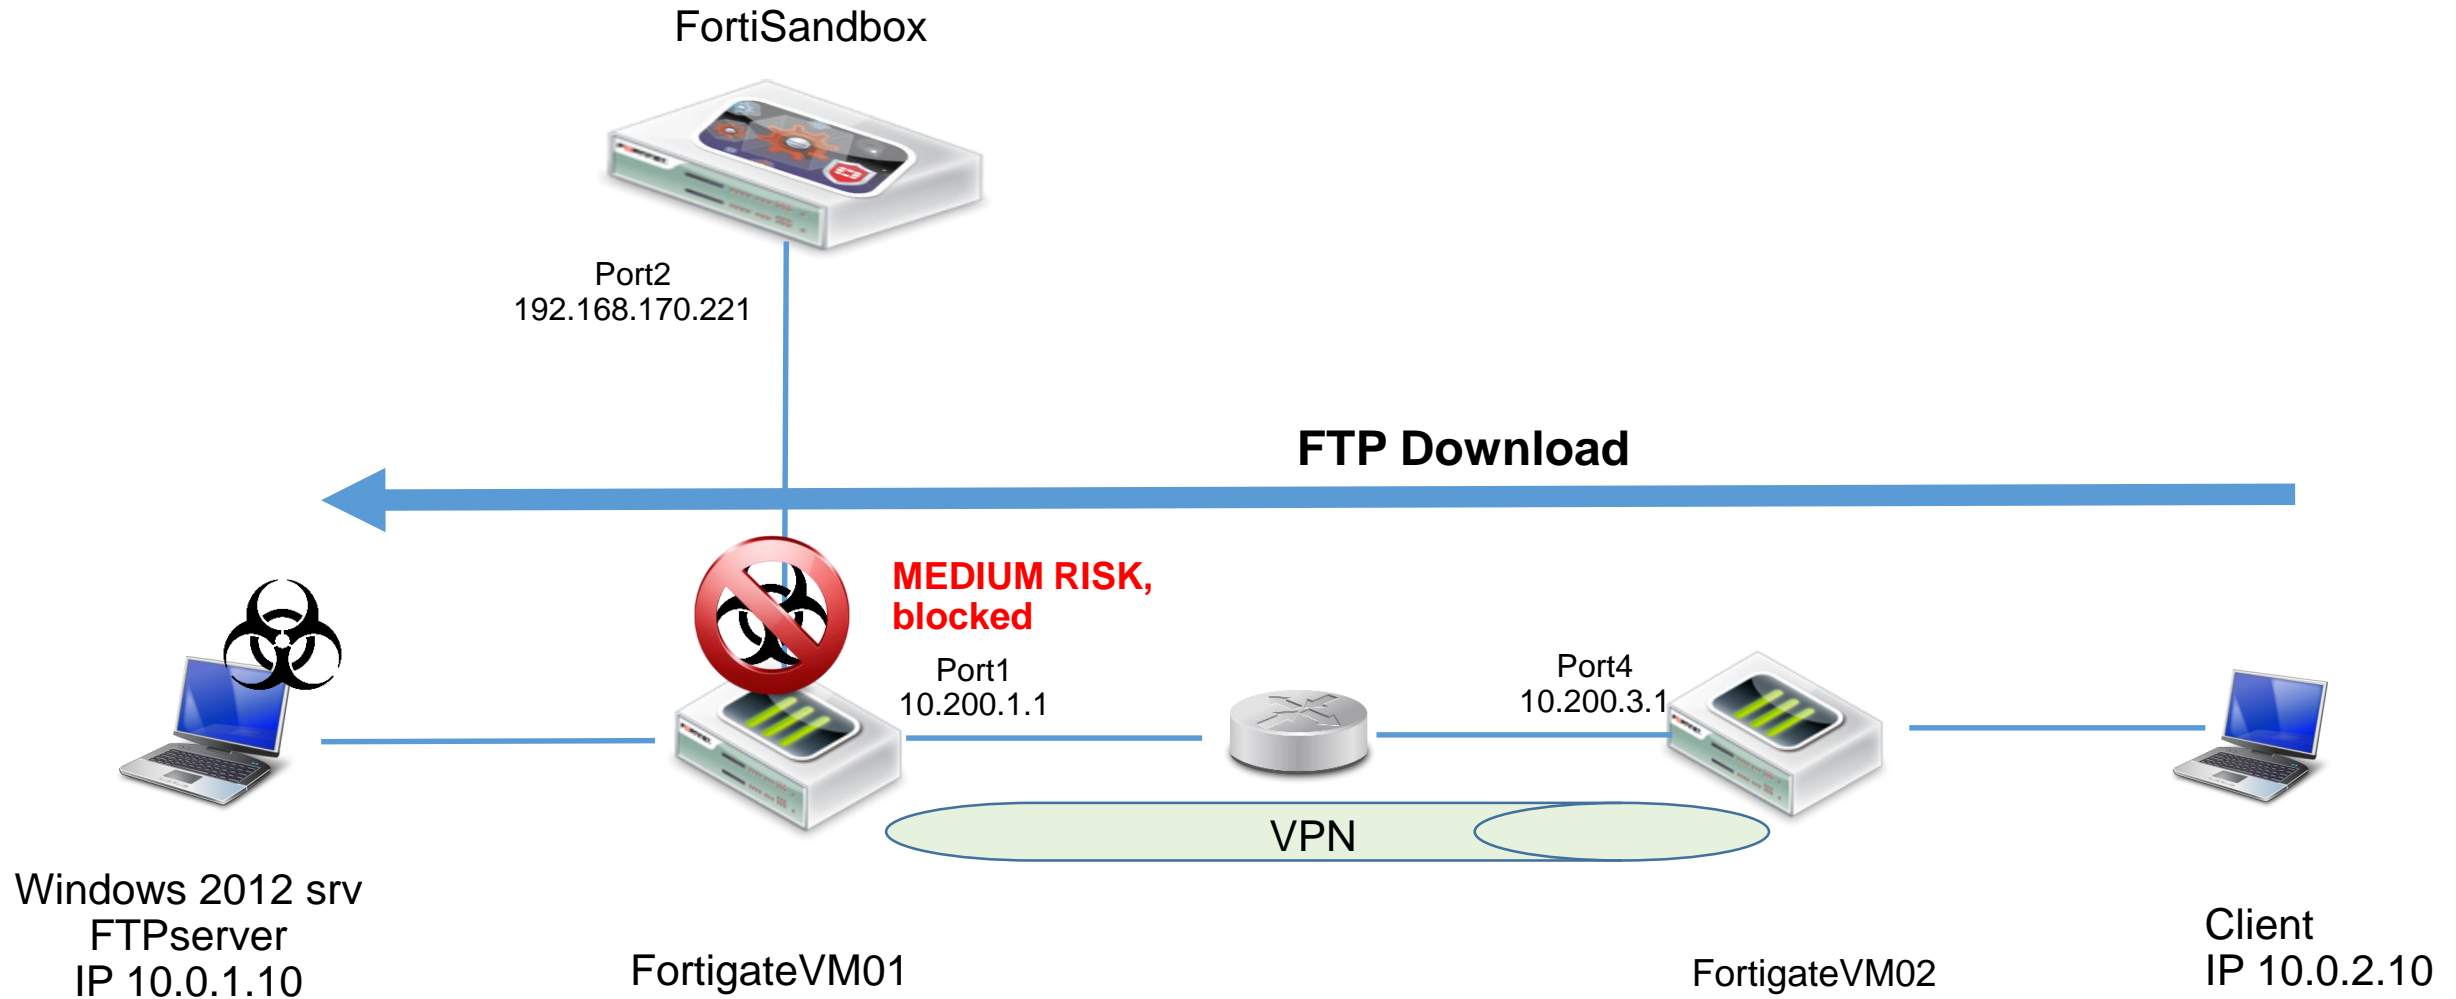 FortiSandbox
Port2
192.168.170.221
FTP Download
MEDIUM RISK,
blocked
Port1
10.200.1.1
Port4
10.200.3.1
VPN
Windows 2012 srv
FTPserver
IP 10.0.1.10
FortigateVM01
FortigateVM02
Client
IP 10.0.2.10